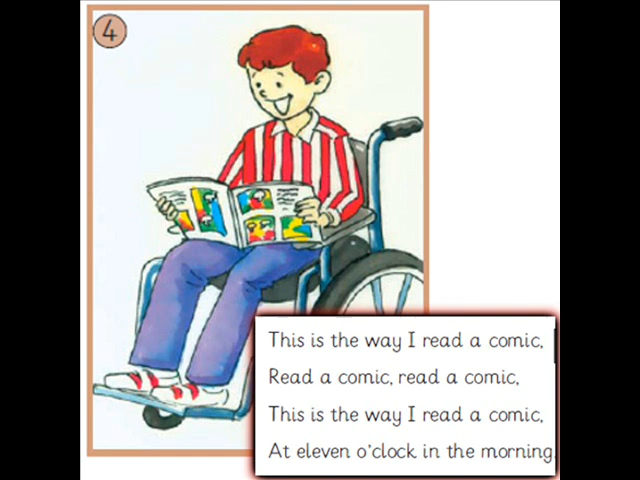 4
This is the way I read a comic,
Read a comic, read a comic,
This is the way I read a comic,
At eleven o'clock in the morning.